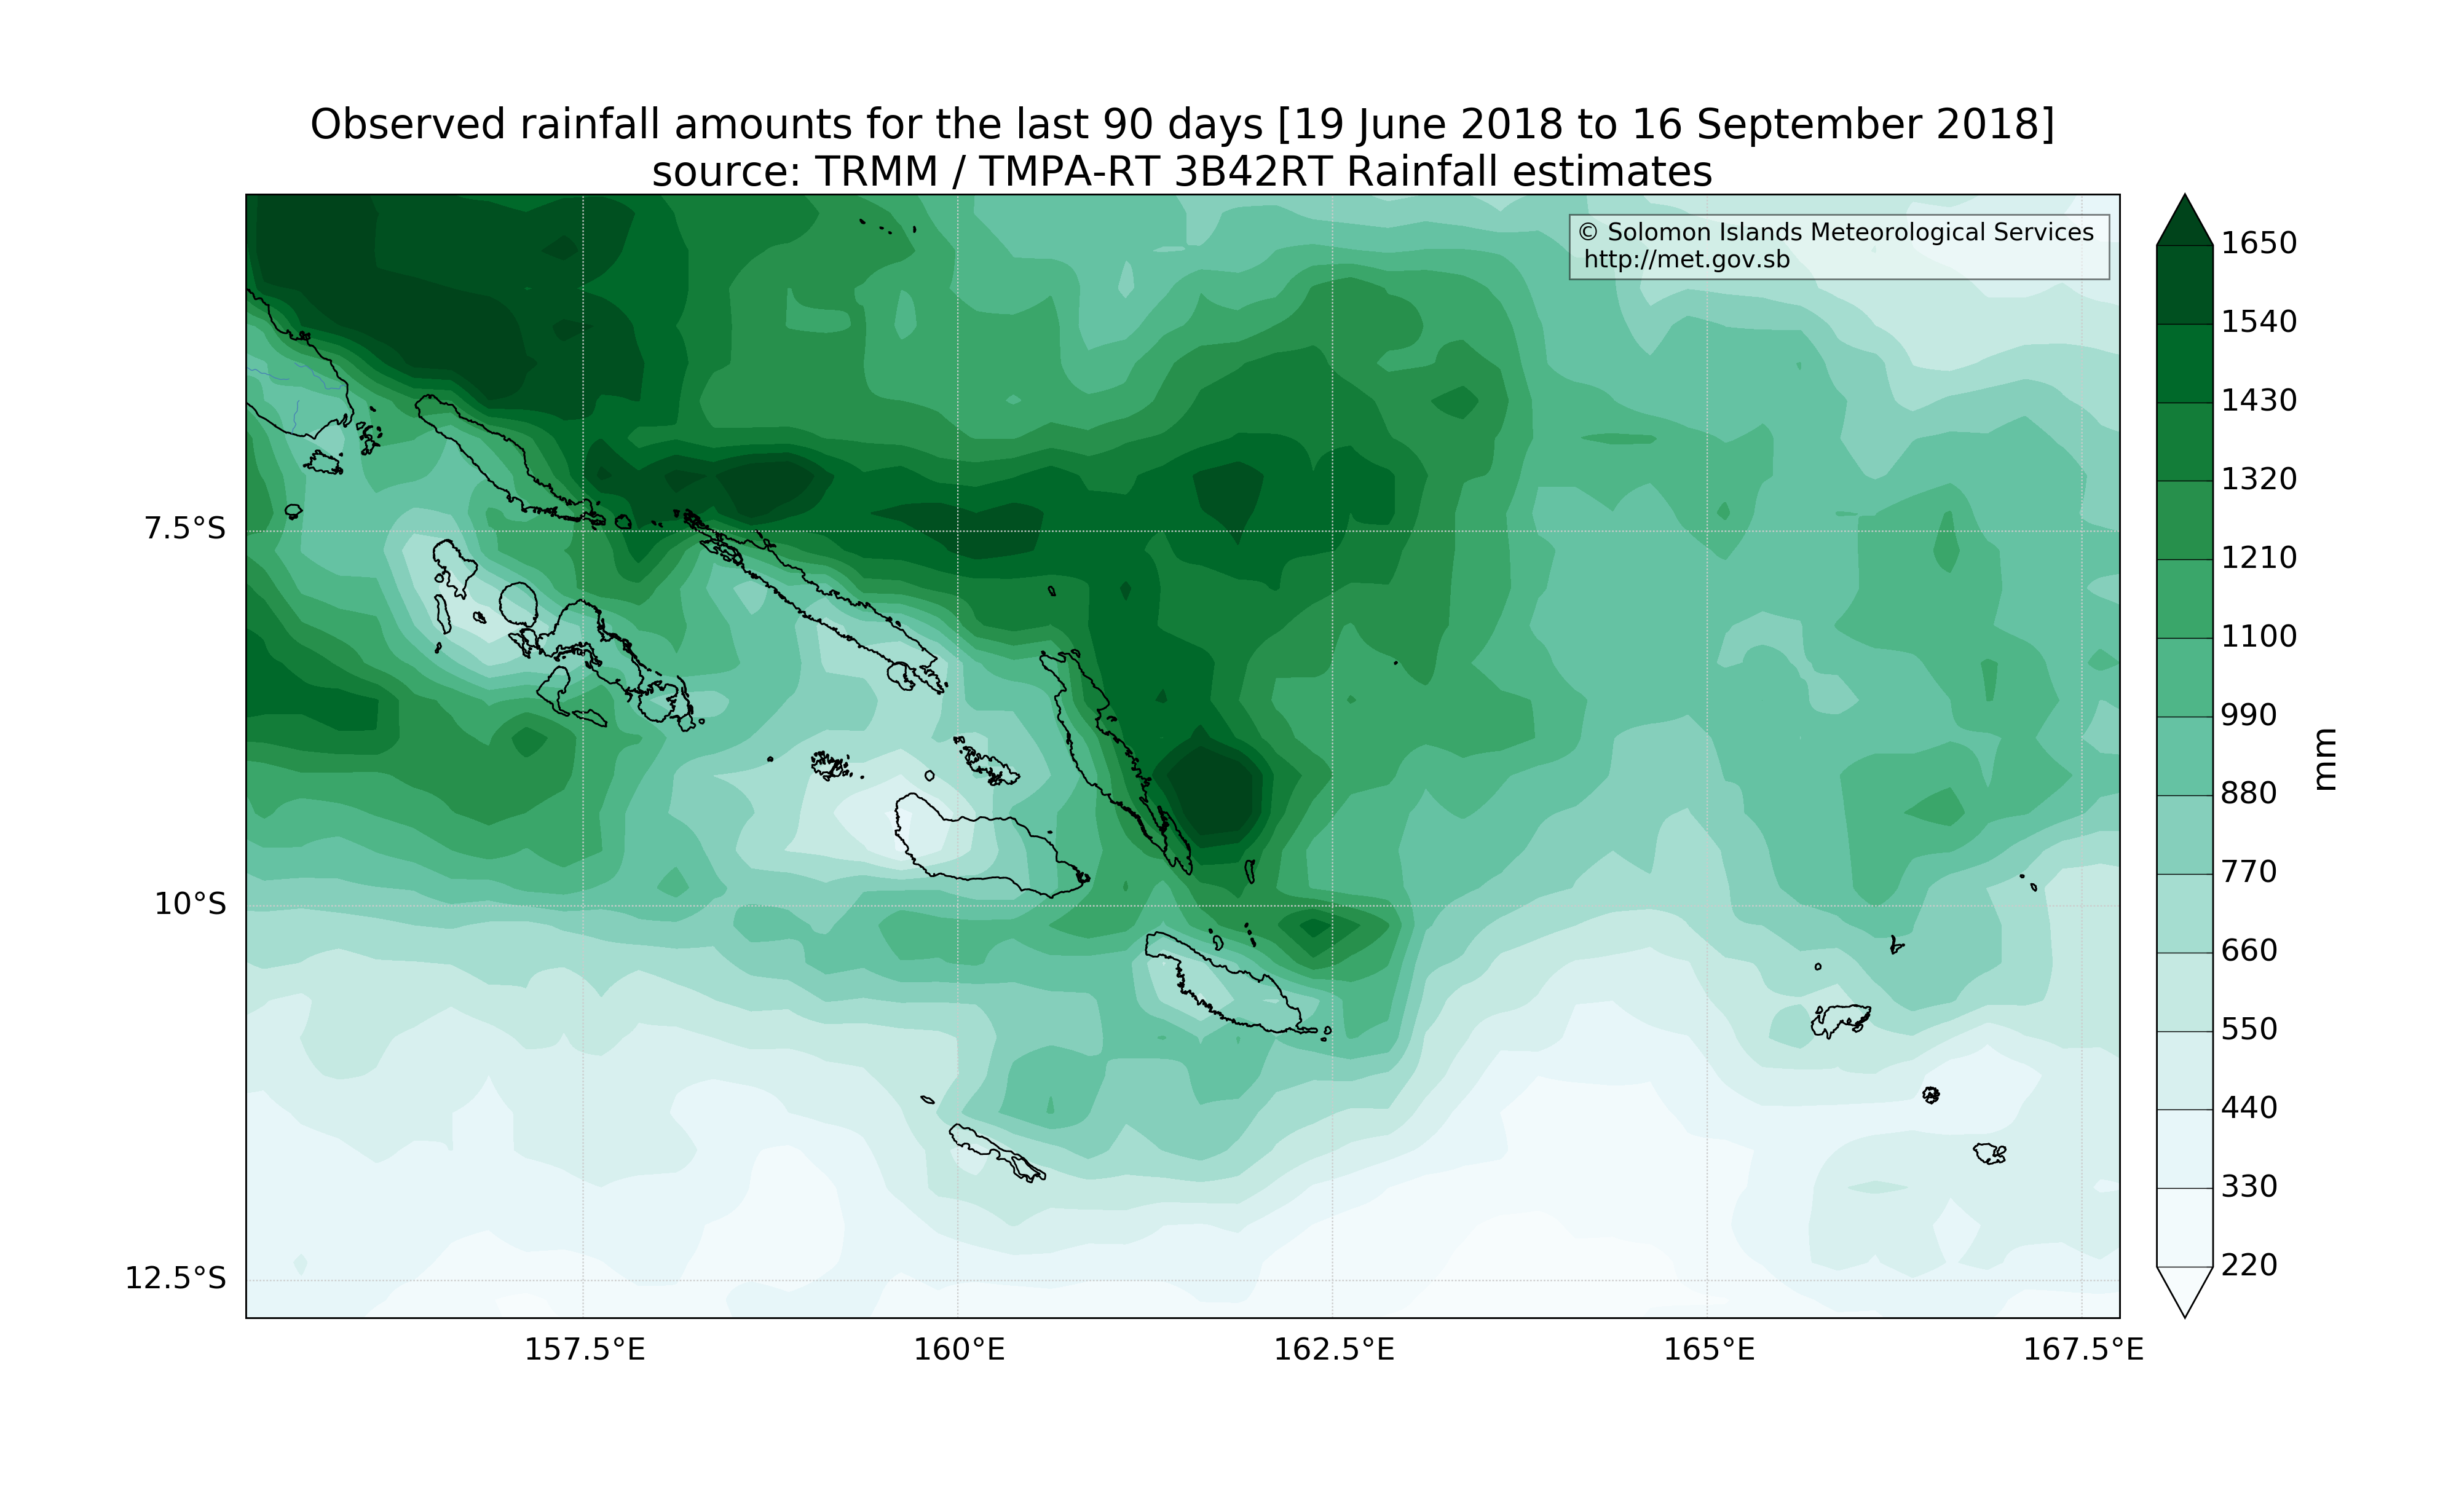 Observed rainfall amounts for the last 90 days [19 June 2018 to 16 September 2018]
source: TRMM / TMPA-RT 3B42RT Rainfall estimates
© Solomon Islands Meteorological Services
http://met.gov.sb
7.5°S
10°S
12.5°S
157.5°E
160°E
162.5°E
165°E
167.5°E
1650
1540
1430
1320
1210
1100
990
880
770
660
550
440
330
220
mm